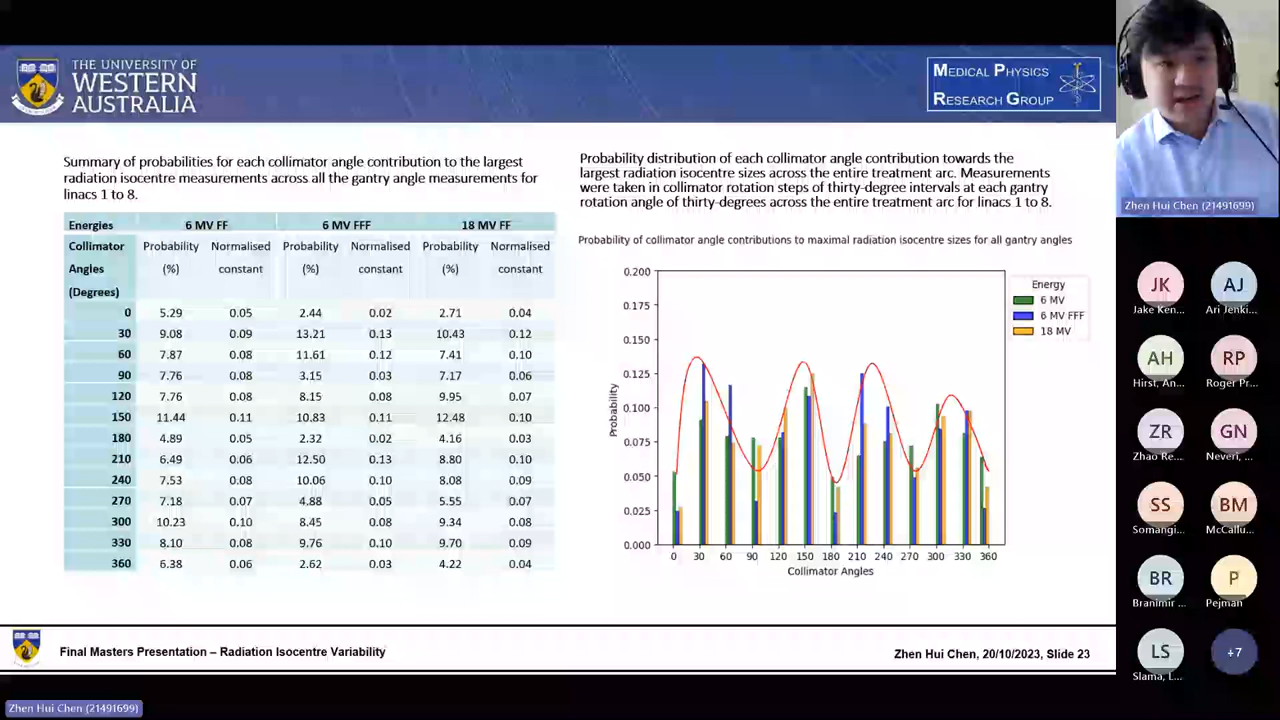 THE UNIVERSITY OF
WESTERN
AUSTRALIA
MEDICAL PHYSICS
RESEARCH GROUP
Zhen Hui Chen (21491699)
Summary of probabilities for each collimator angle contribution to the largest
radiation isocentre measurements across all the gantry angle measurements for
linacs 1 to 8.
Energies 6 MV FF 6 MV FFF 18 MV FF
Collimator Probability Normalised Probability Normalised Probability Normalised
Angles (%) constant (%) constant (%) constant
(Degrees)
0 5.29 0.05 2.44 0.02 2.71 0.04
30 9.08 0.09 13.21 0.13 10.43 0.12
60 7.87 0.08 11.61 0.12 7.41 0.10
90 7.76 0.08 3.15 0.03 7.17 0.06
120 7.76 0.08 8.15 0.08 9.95 0.07
150 11.44 0.11 10.83 0.11 12.48 0.10
180 4.89 0.05 2.32 0.02 4.16 0.03
210 6.49 0.06 12.50 0.13 8.80 0.10
240 7.53 0.08 10.06 0.10 8.08 0.09
270 7.18 0.07 4.88 0.05 5.55 0.07
300 10.23 0.10 8.45 0.08 9.34 0.08
330 8.10 0.08 9.76 0.10 9.70 0.09
360 6.38 0.06 2.62 0.03 4.22 0.04
Probability distribution of each collimator angle contribution towards the
largest radiation isocentre sizes across the entire treatment arc. Measurements
were taken in collimator rotation steps of thirty-degree intervals at each gantry
rotation angle of thirty-degrees across the entire treatment arc for linacs 1 to 8.
Probability of collimator angle contributions to maximal radiation isocentre sizes for all gantry angles
Probability
0.200
0.175
0.150
0.125
0.100
0.075
0.050
0.025
0.000
0 30 60 90 120 150 180 210 240 270 300 330 360
Collimator Angles
Energy
6 MV
6 MV FFF
18 MV
JK AJ
Jake Ken... Ari Jenki...
AH RP
Hirst, An... Roger Pr...
ZR GN
Zhao Re... Neveri, ...
SS BM
Somangi... McCallu...
BR P
Branimir ... Pejman
LS +7
Slama, L...
Final Masters Presentation – Radiation Isocentre Variability
Zhen Hui Chen, 20/10/2023, Slide 23
Zhen Hui Chen (21491699)